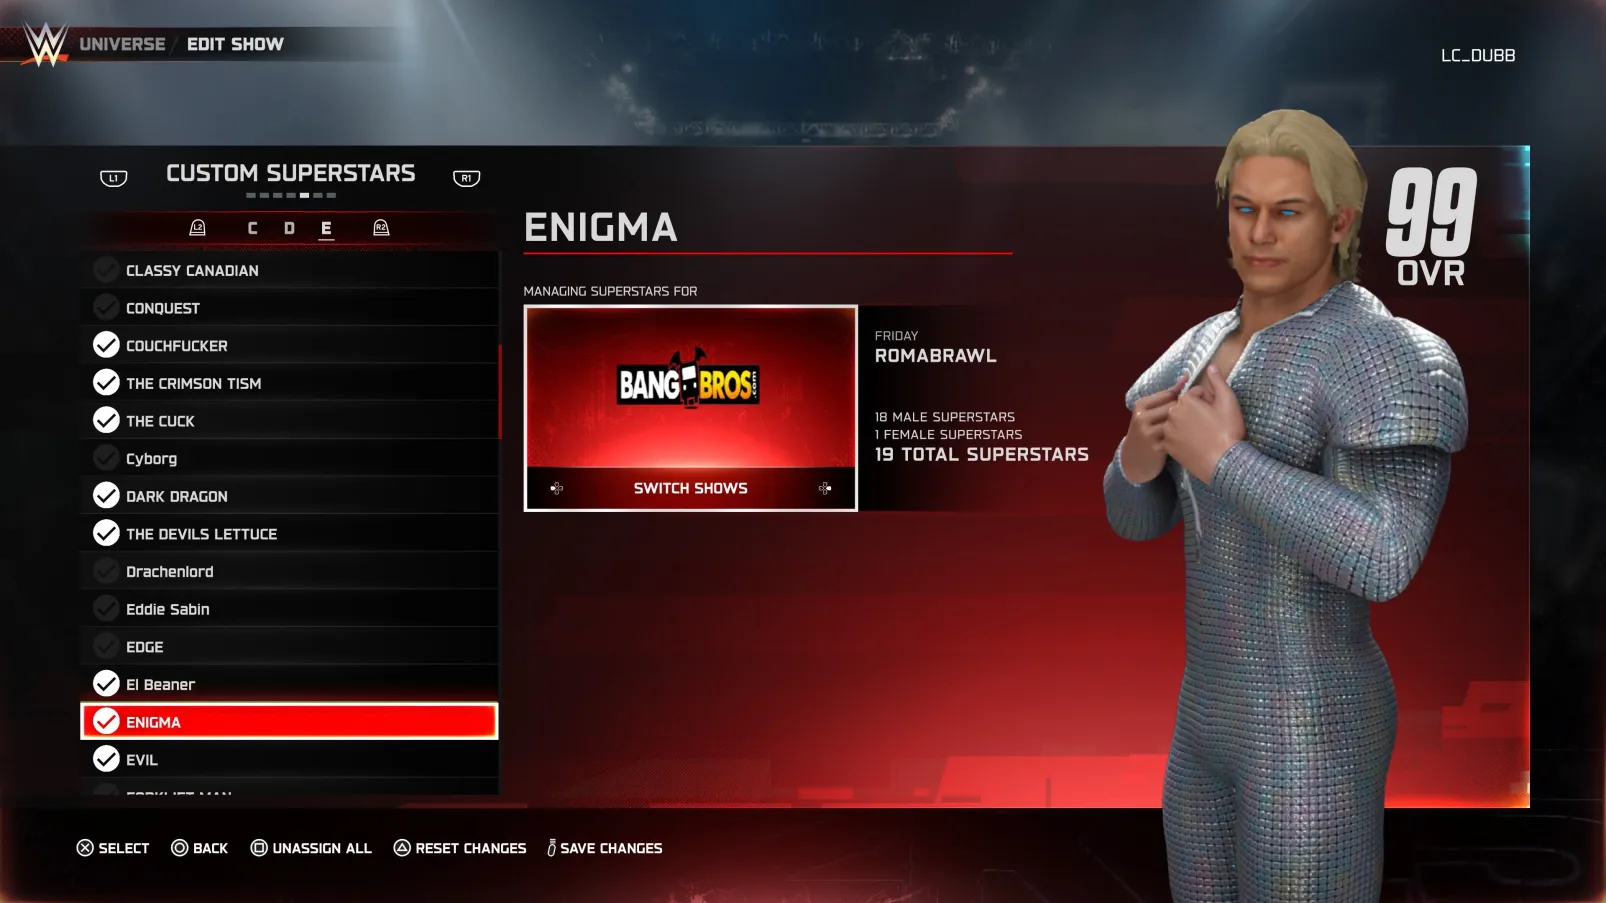 UNIVERSE / EDIT SHOW
LC_DUBB
L1 CUSTOM SUPERSTARS R1
L2 C D E R2
CLASSY CANADIAN
CONQUEST
COUCHFUCKER
THE CRIMSON TISM
THE CUCK
Cyborg
DARK DRAGON
THE DEVILS LETTUCE
Drachenlord
Eddie Sabin
EDGE
El Beaner
ENIGMA
EVIL
FORKLIFT MAN
ENIGMA
MANAGING SUPERSTARS FOR
BANG BROS.com
SWITCH SHOWS
FRIDAY
ROMABRAWL
18 MALE SUPERSTARS
1 FEMALE SUPERSTARS
19 TOTAL SUPERSTARS
99
OVR
SELECT BACK UNASSIGN ALL RESET CHANGES SAVE CHANGES